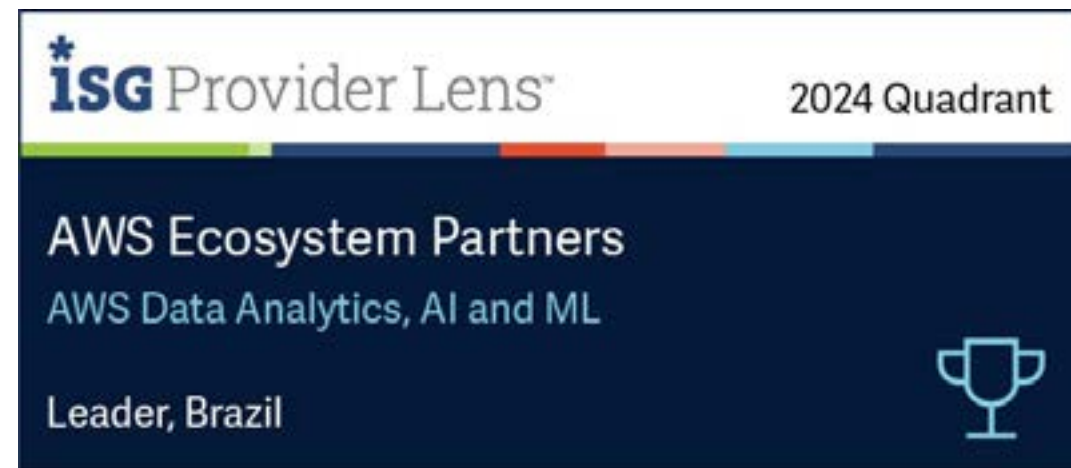 ISG Provider Lens™
2024 Quadrant
AWS Ecosystem Partners
AWS Data Analytics, AI and ML
Leader, Brazil